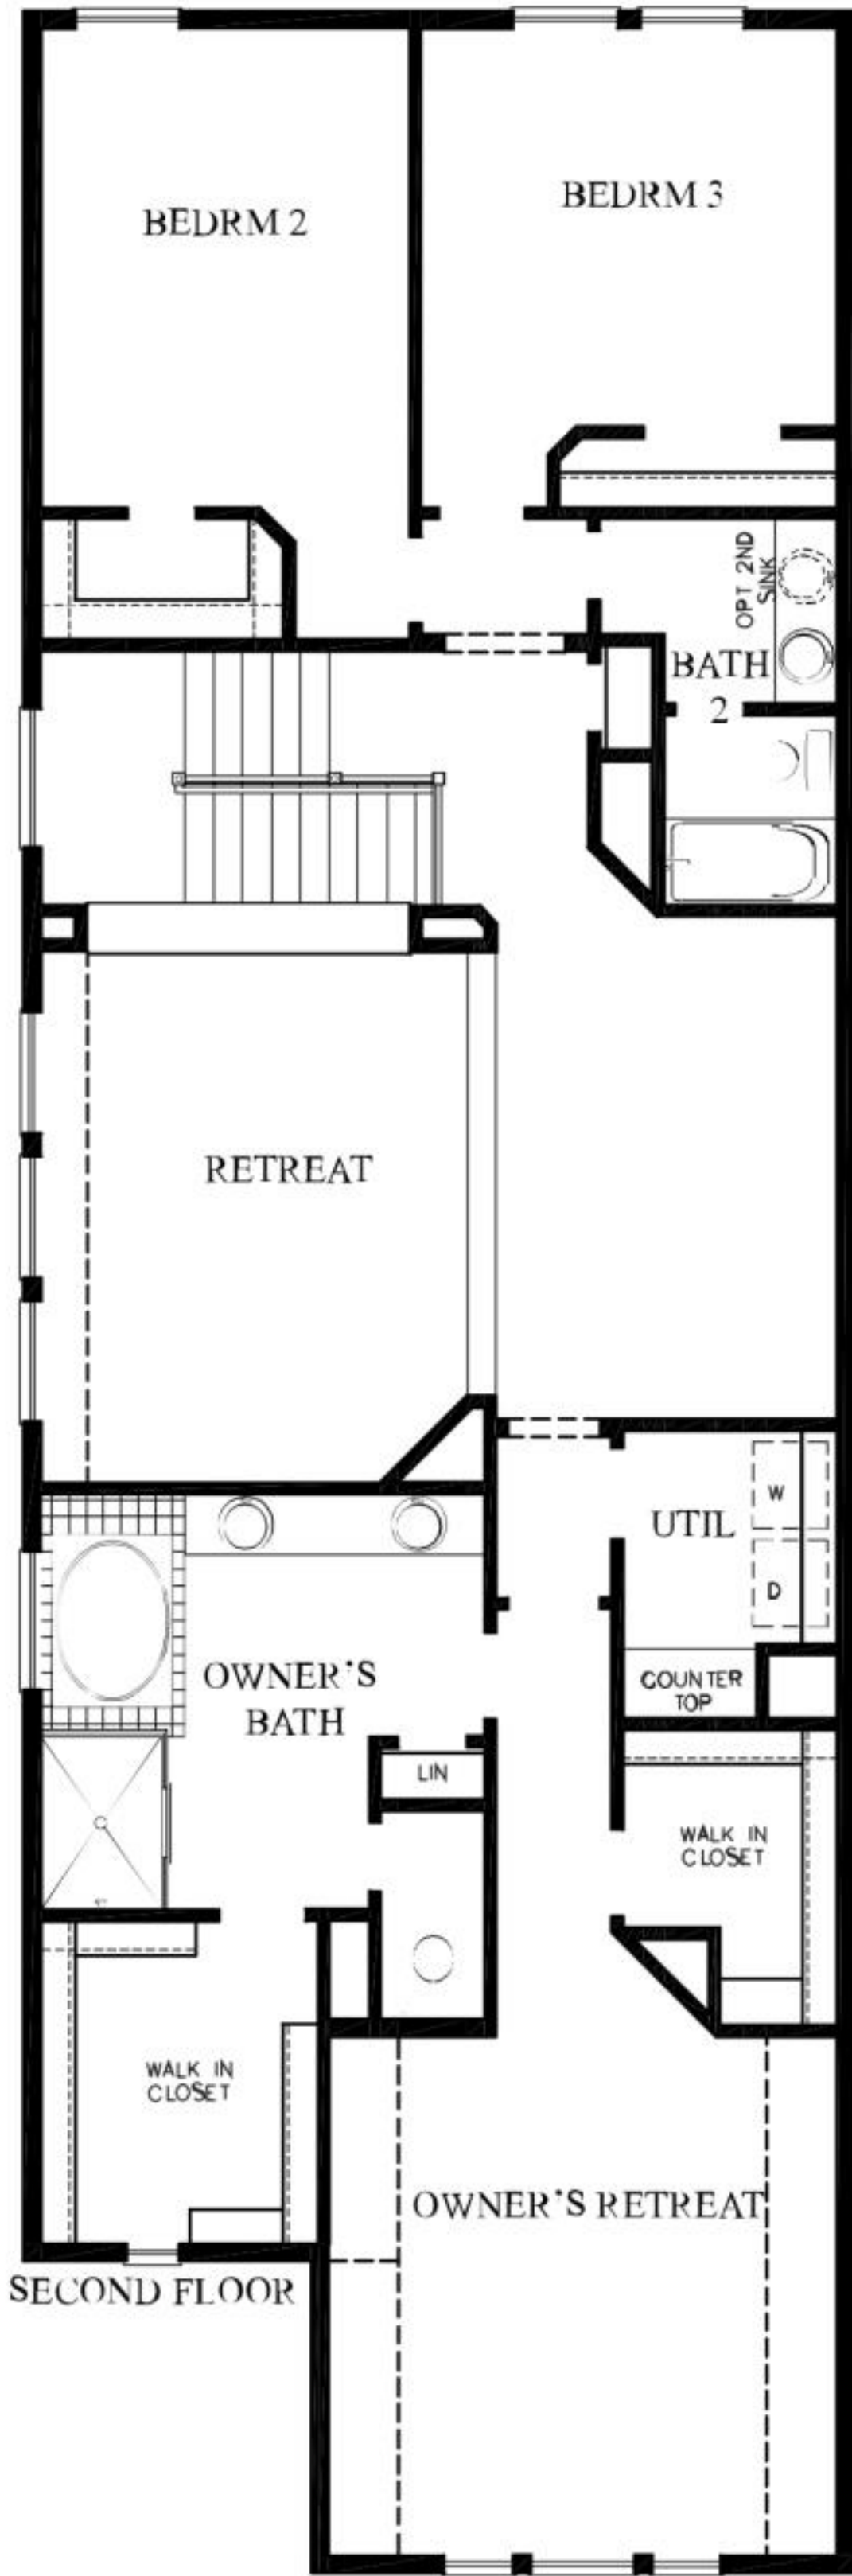 BEDRM 2
BEDRM 3
OPT 2ND
SINK
BATH
2
RETREAT
W
UTIL
D
OWNER'S
BATH
COUNTER
TOP
LIN
WALK IN
CLOSET
WALK IN
CLOSET
OWNER'S RETREAT
SECOND FLOOR